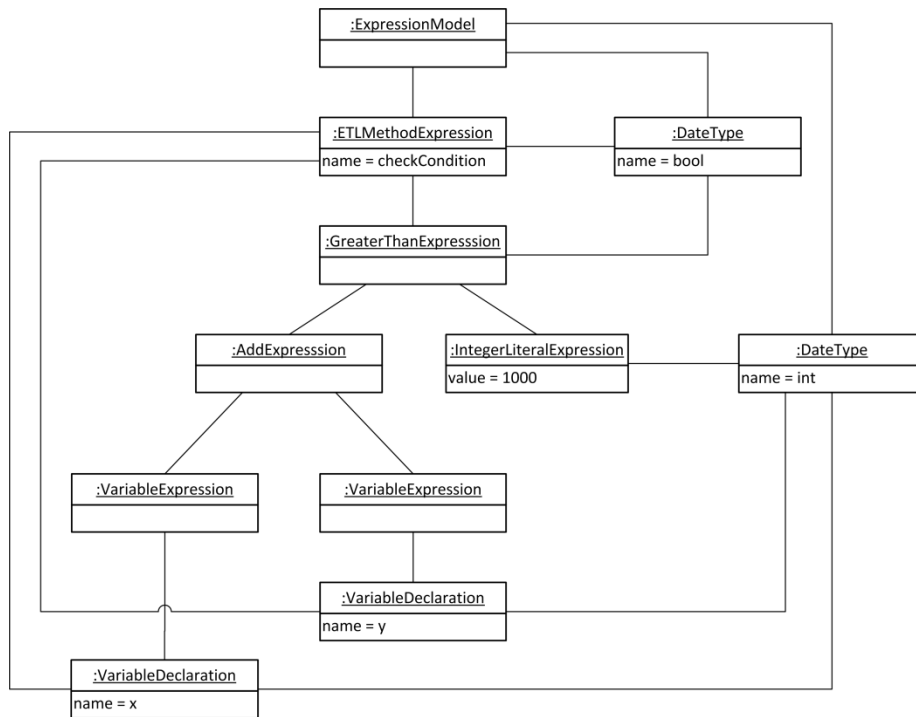 :ExpressionModel
:ETLMethodExpression
name = checkCondition
:DateType
name = bool
:GreaterThanExpresssion
:AddExpresssion
:IntegerLiteralExpression
value = 1000
:DateType
name = int
:VariableExpression
:VariableExpression
:VariableDeclaration
name = y
:VariableDeclaration
name = x